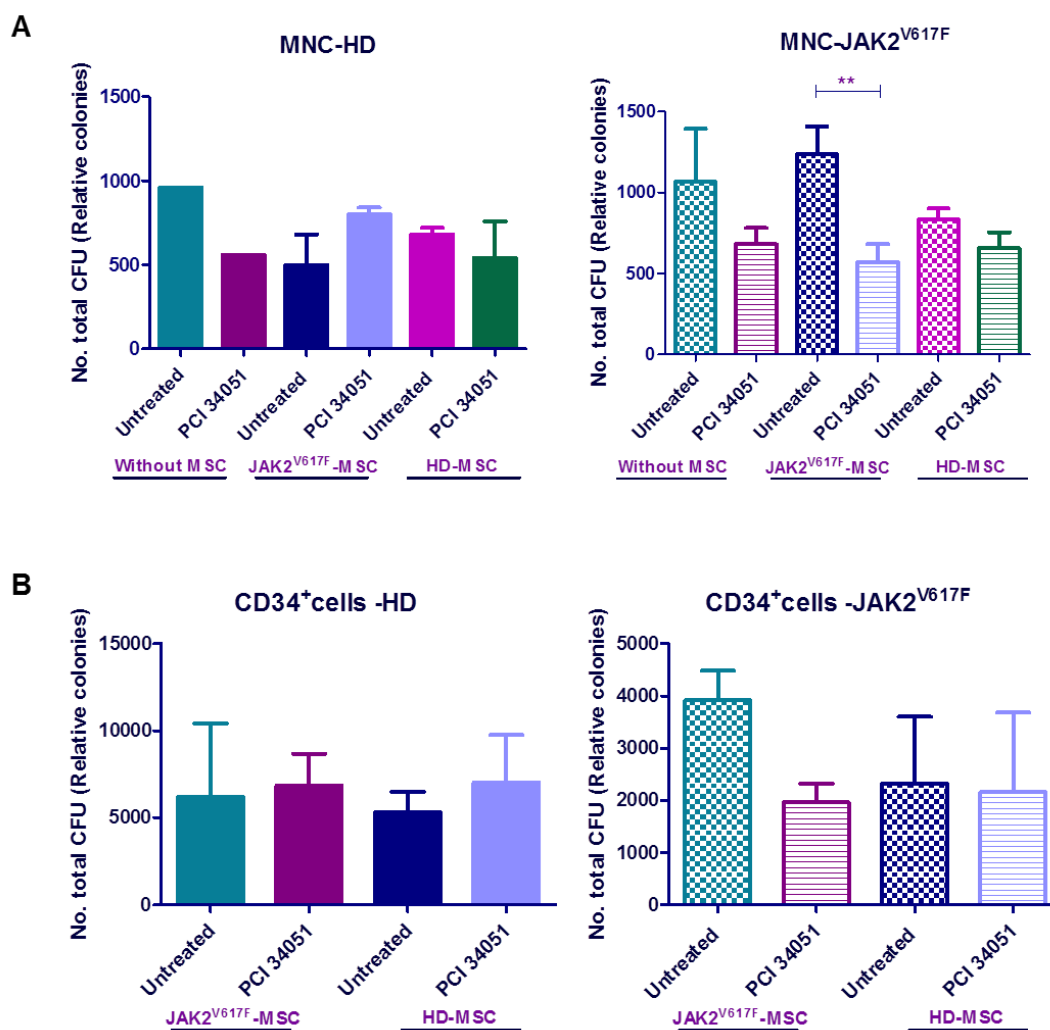 A
MNC-HD
No. total CFU (Relative colonies)
1500
1000
500
0
Untreated
PCI 34051
Untreated
PCI 34051
Untreated
PCI 34051
Without MSC
JAK2V617F-MSC
HD-MSC
MNC-JAK2V617F
No. total CFU (Relative colonies)
1500
1000
500
0
**
Untreated
PCI 34051
Untreated
PCI 34051
Untreated
PCI 34051
Without MSC
JAK2V617F-MSC
HD-MSC
B
CD34+cells -HD
No. total CFU (Relative colonies)
15000
10000
5000
0
Untreated
PCI 34051
Untreated
PCI 34051
JAK2V617F-MSC
HD-MSC
CD34+cells -JAK2V617F
No. total CFU (Relative colonies)
5000
4000
3000
2000
1000
0
Untreated
PCI 34051
Untreated
PCI 34051
JAK2V617F-MSC
HD-MSC